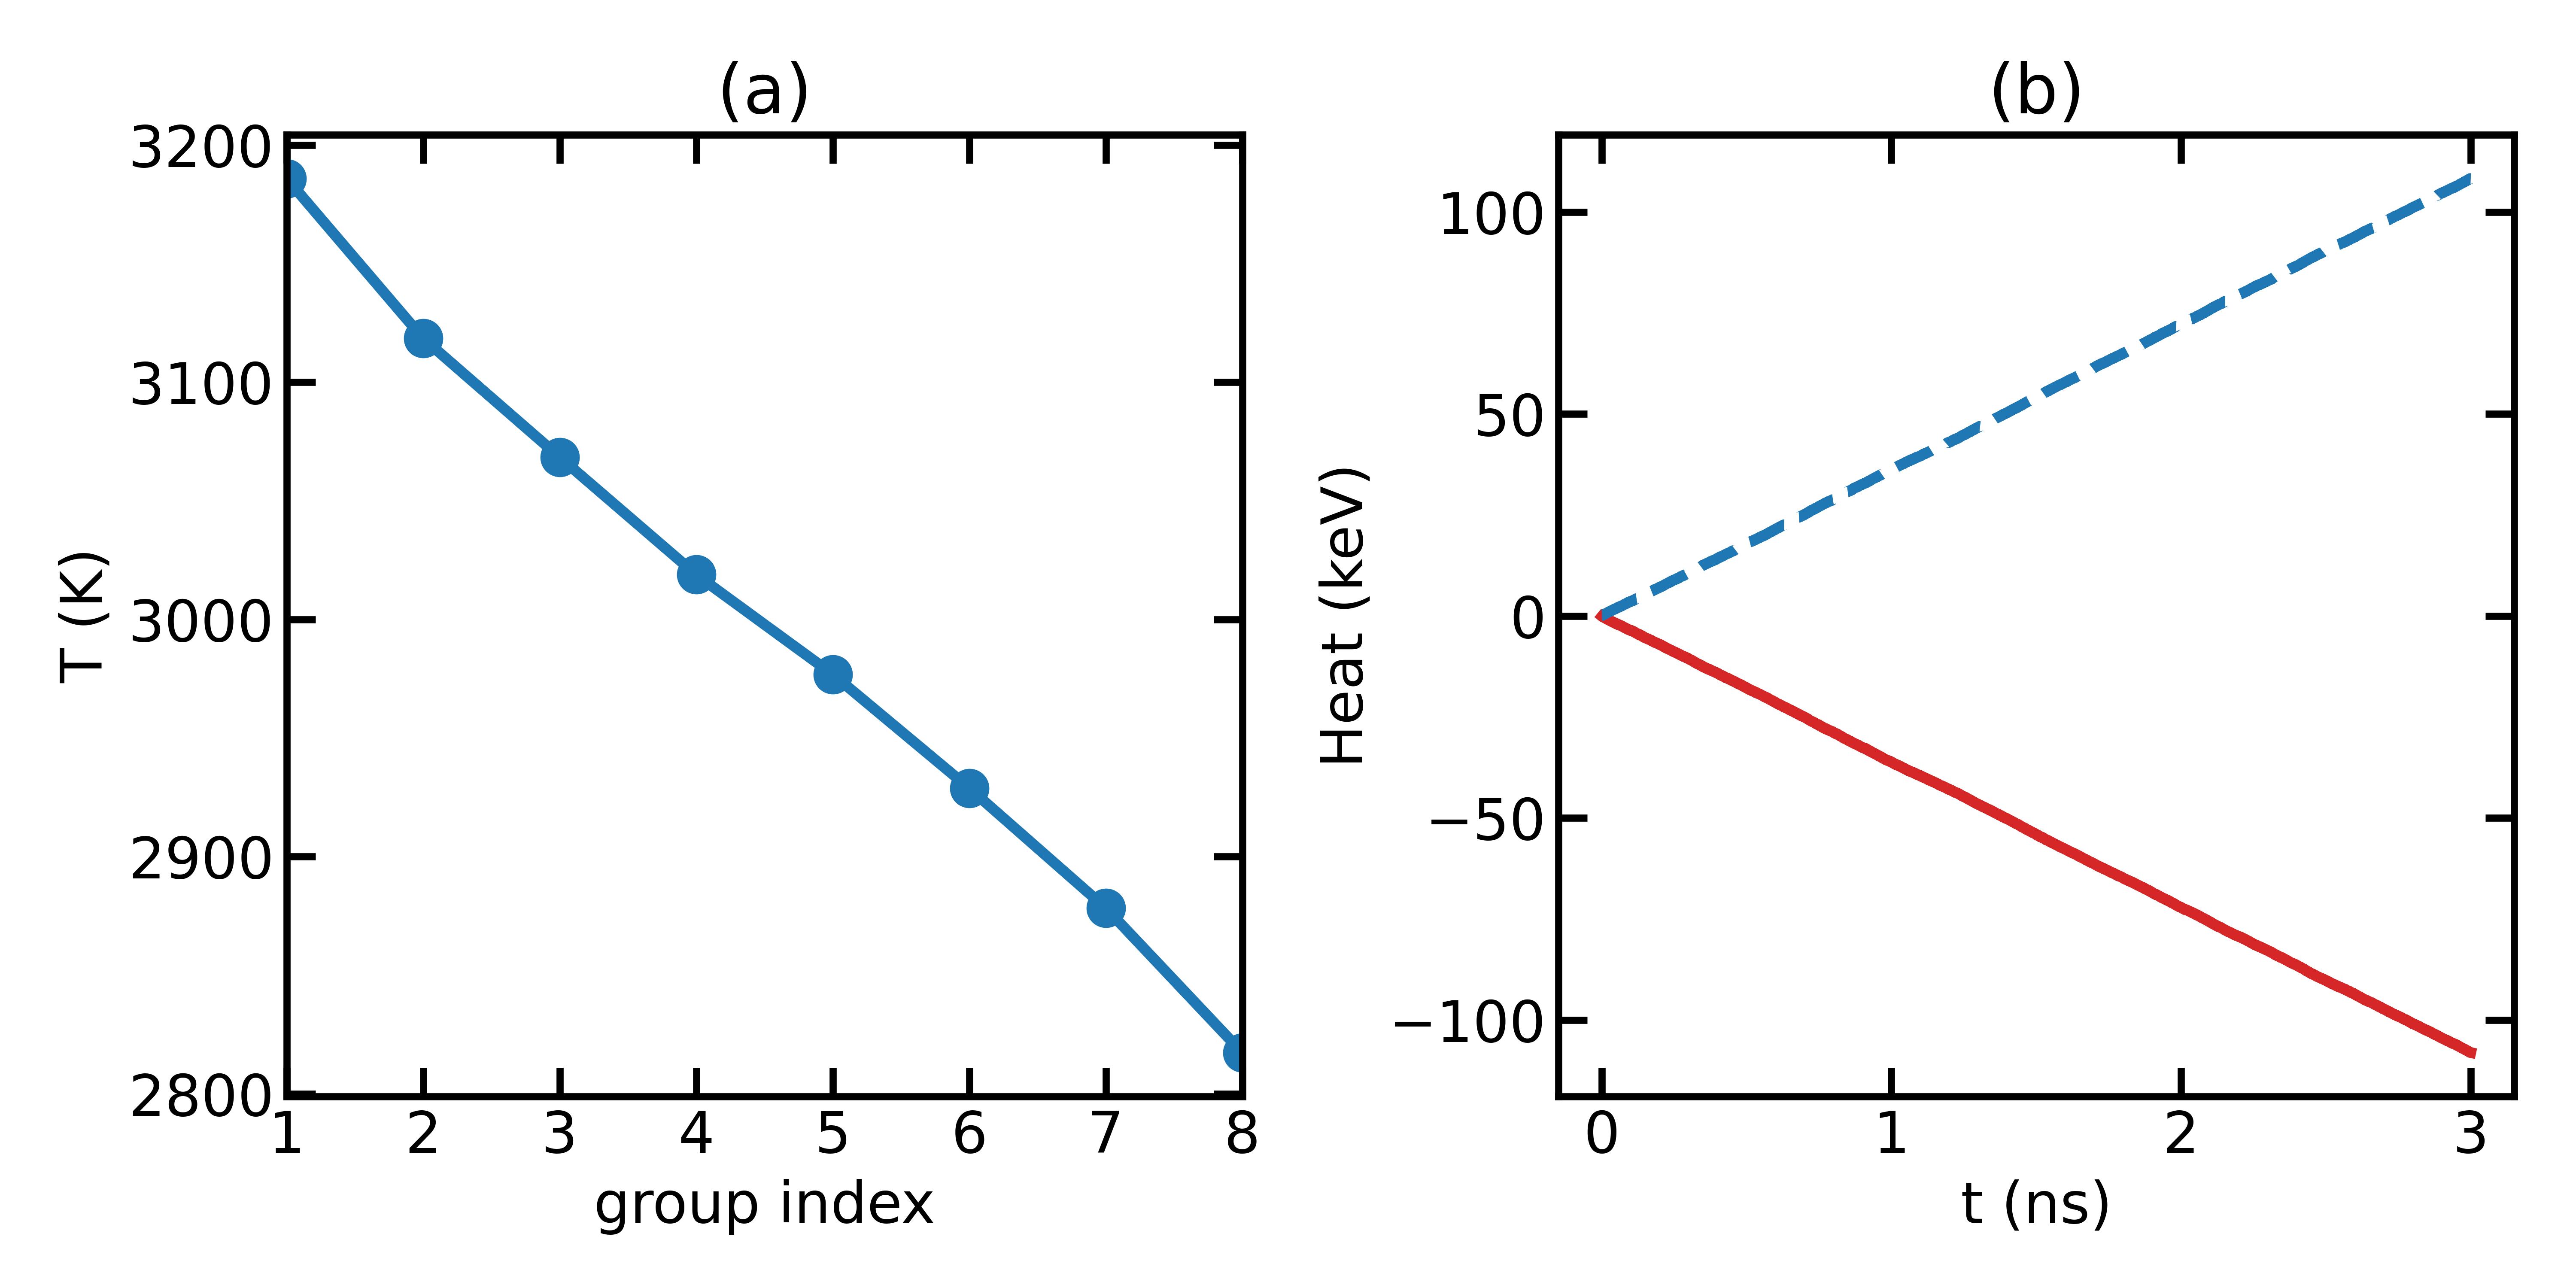 (a)
3200
3100
3000
2900
2800
T (K)
1 2 3 4 5 6 7 8
group index
(b)
100
50
0
−50
−100
Heat (keV)
0 1 2 3
t (ns)